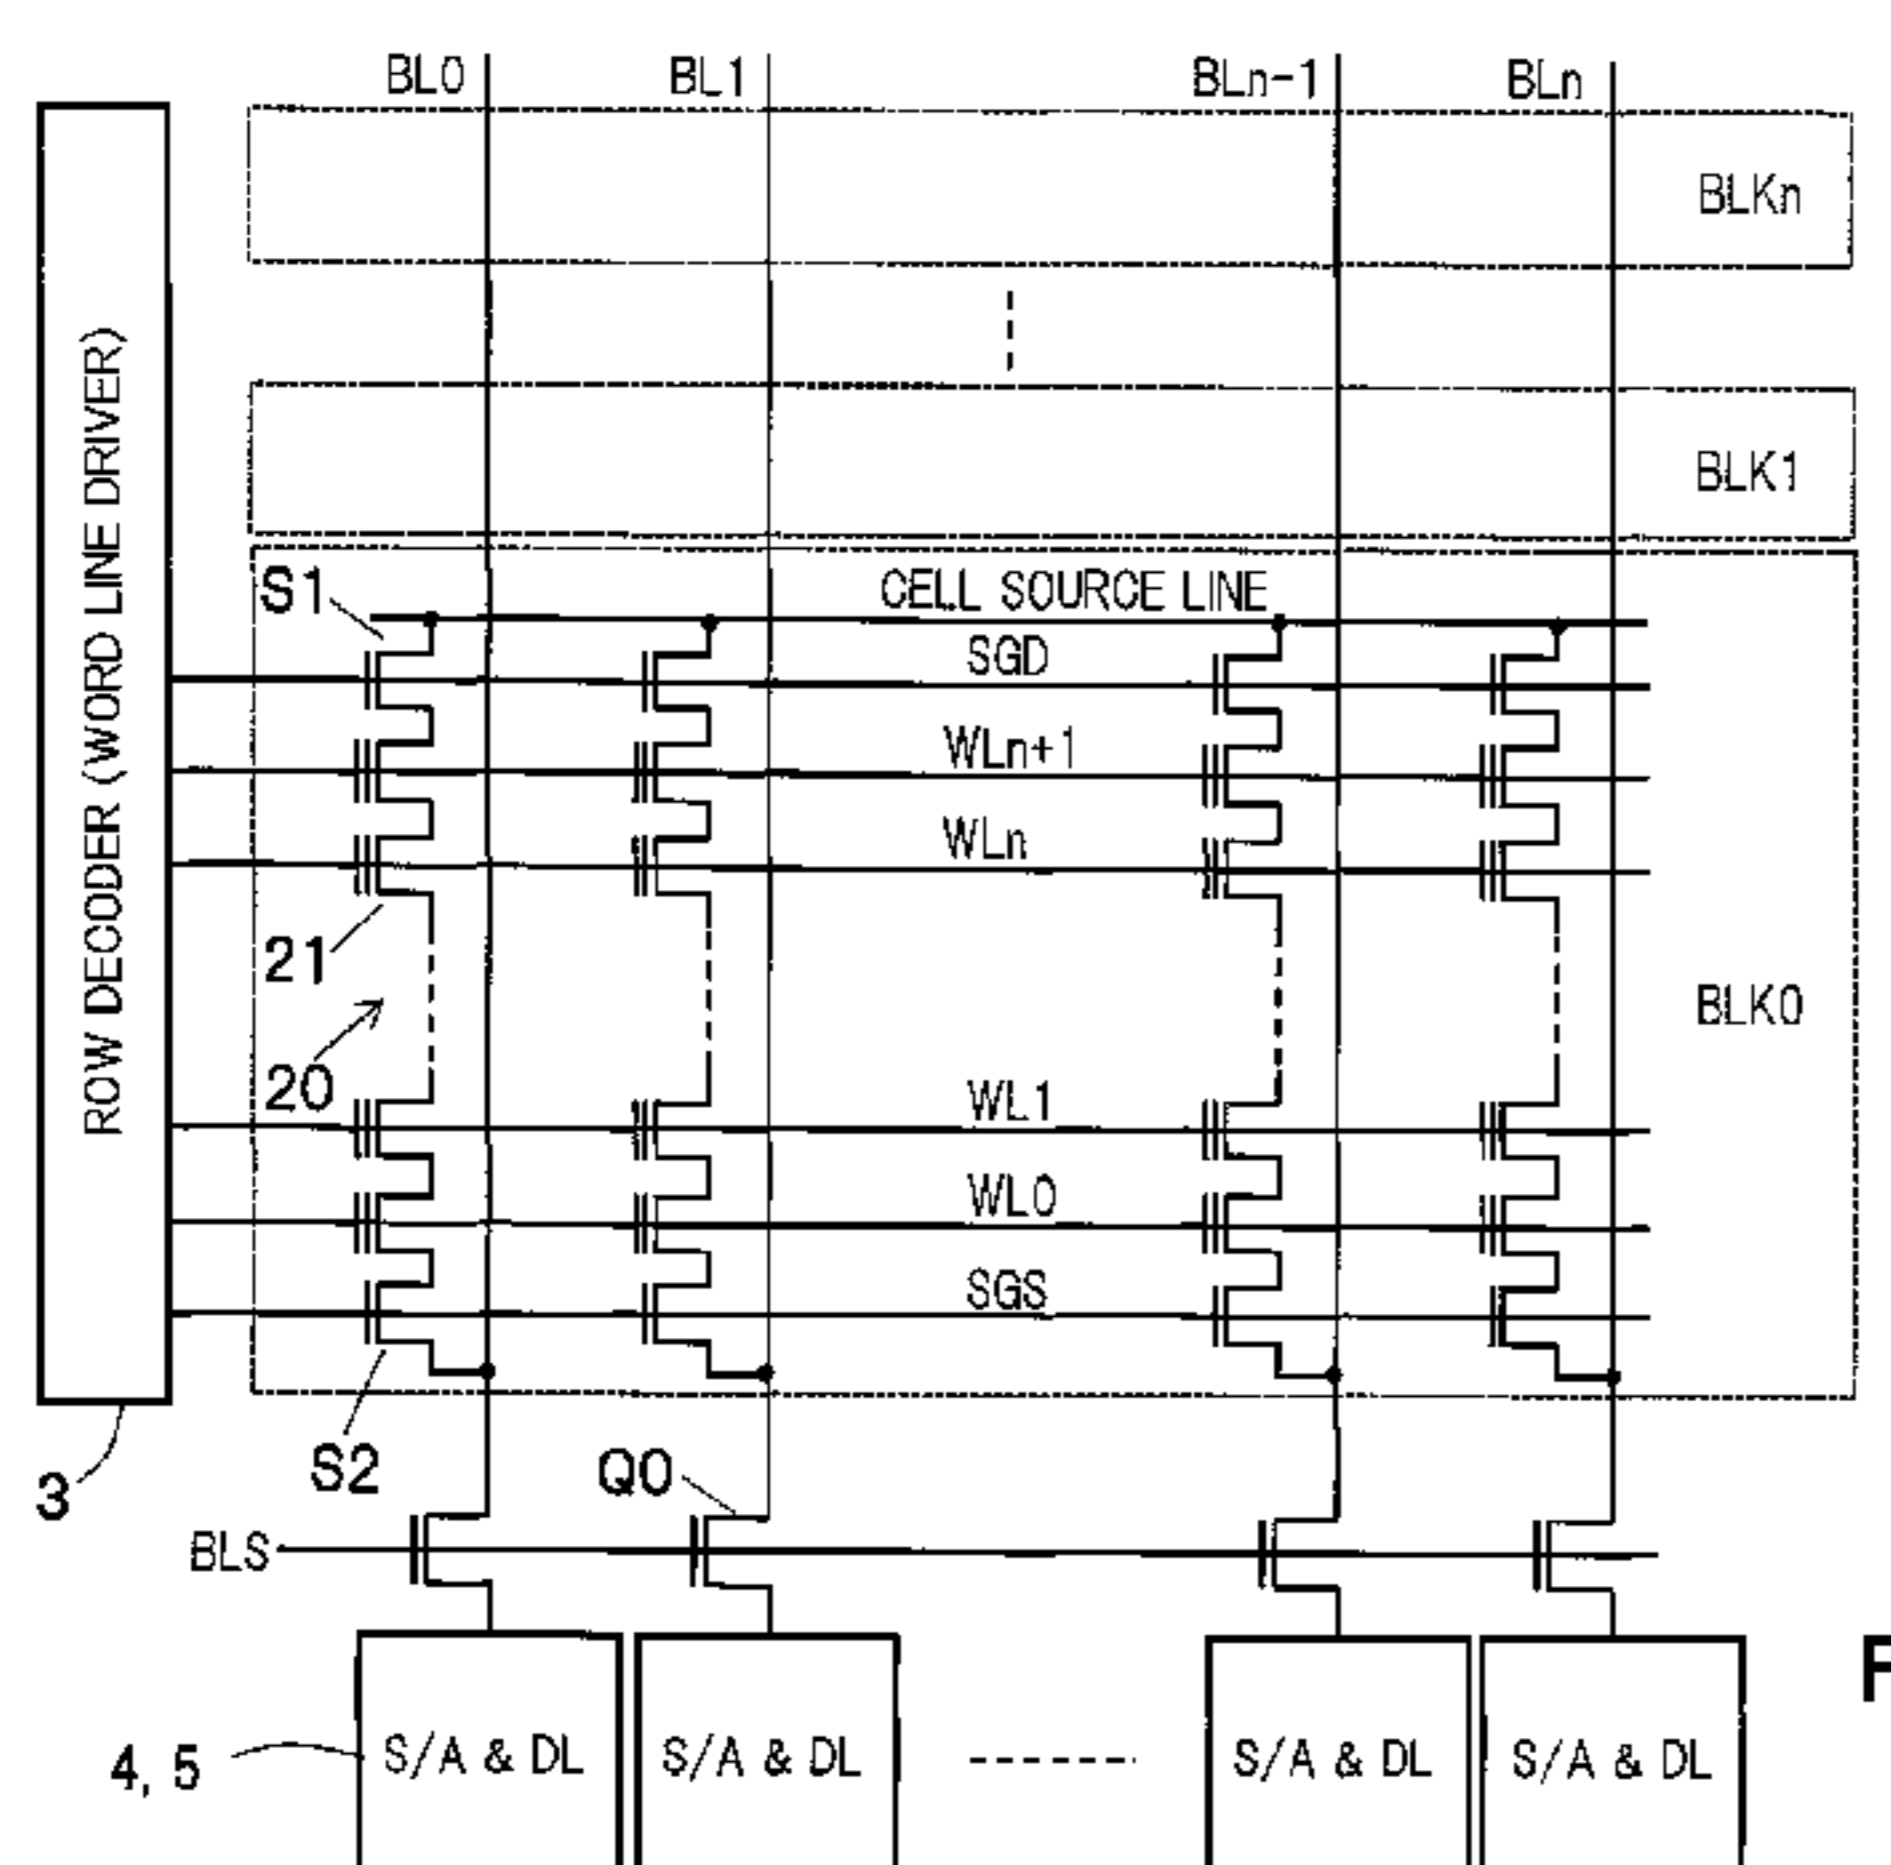 BL0 BL1 BLn-1 BLn
BLKn
BLK1
ROW DECODER (WORD LINE DRIVER)
S1
CELL SOURCE LINE
SGD
WLn+1
WLn
21
20
BLK0
WL1
WL0
SGS
S2
Q0
3
BLS
4, 5
S/A & DL S/A & DL S/A & DL S/A & DL